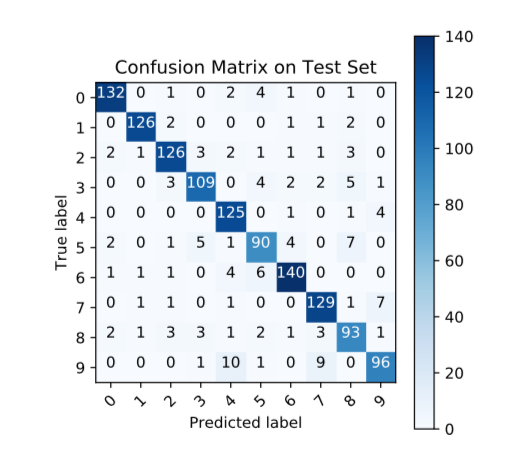 Confusion Matrix on Test Set
0 132 0 1 0 2 4 1 0 1 0
1 0 126 2 0 0 0 1 1 2 0
2 2 1 126 3 2 1 1 1 3 0
3 0 0 3 109 0 4 2 2 5 1
4 0 0 0 0 125 0 1 0 1 4
5 2 0 1 5 1 90 4 0 7 0
6 1 1 1 0 4 6 140 0 0 0
7 0 1 1 0 1 0 0 129 1 7
8 2 1 3 3 1 2 1 3 93 1
9 0 0 0 1 10 1 0 9 0 96
0 1 2 3 4 5 6 7 8 9
Predicted label
True label
140
120
100
80
60
40
20
0